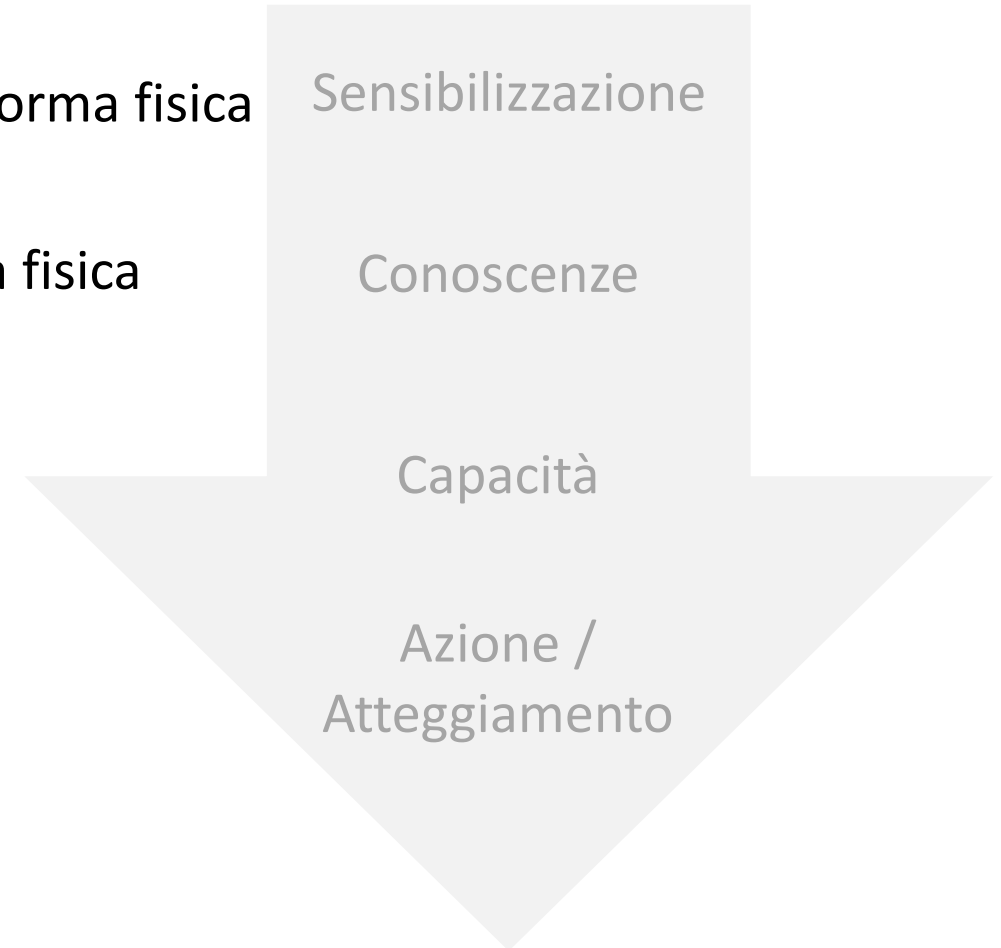 orma fisica
Sensibilizzazione
fisica
Conoscenze
Capacità
Azione /
Atteggiamento